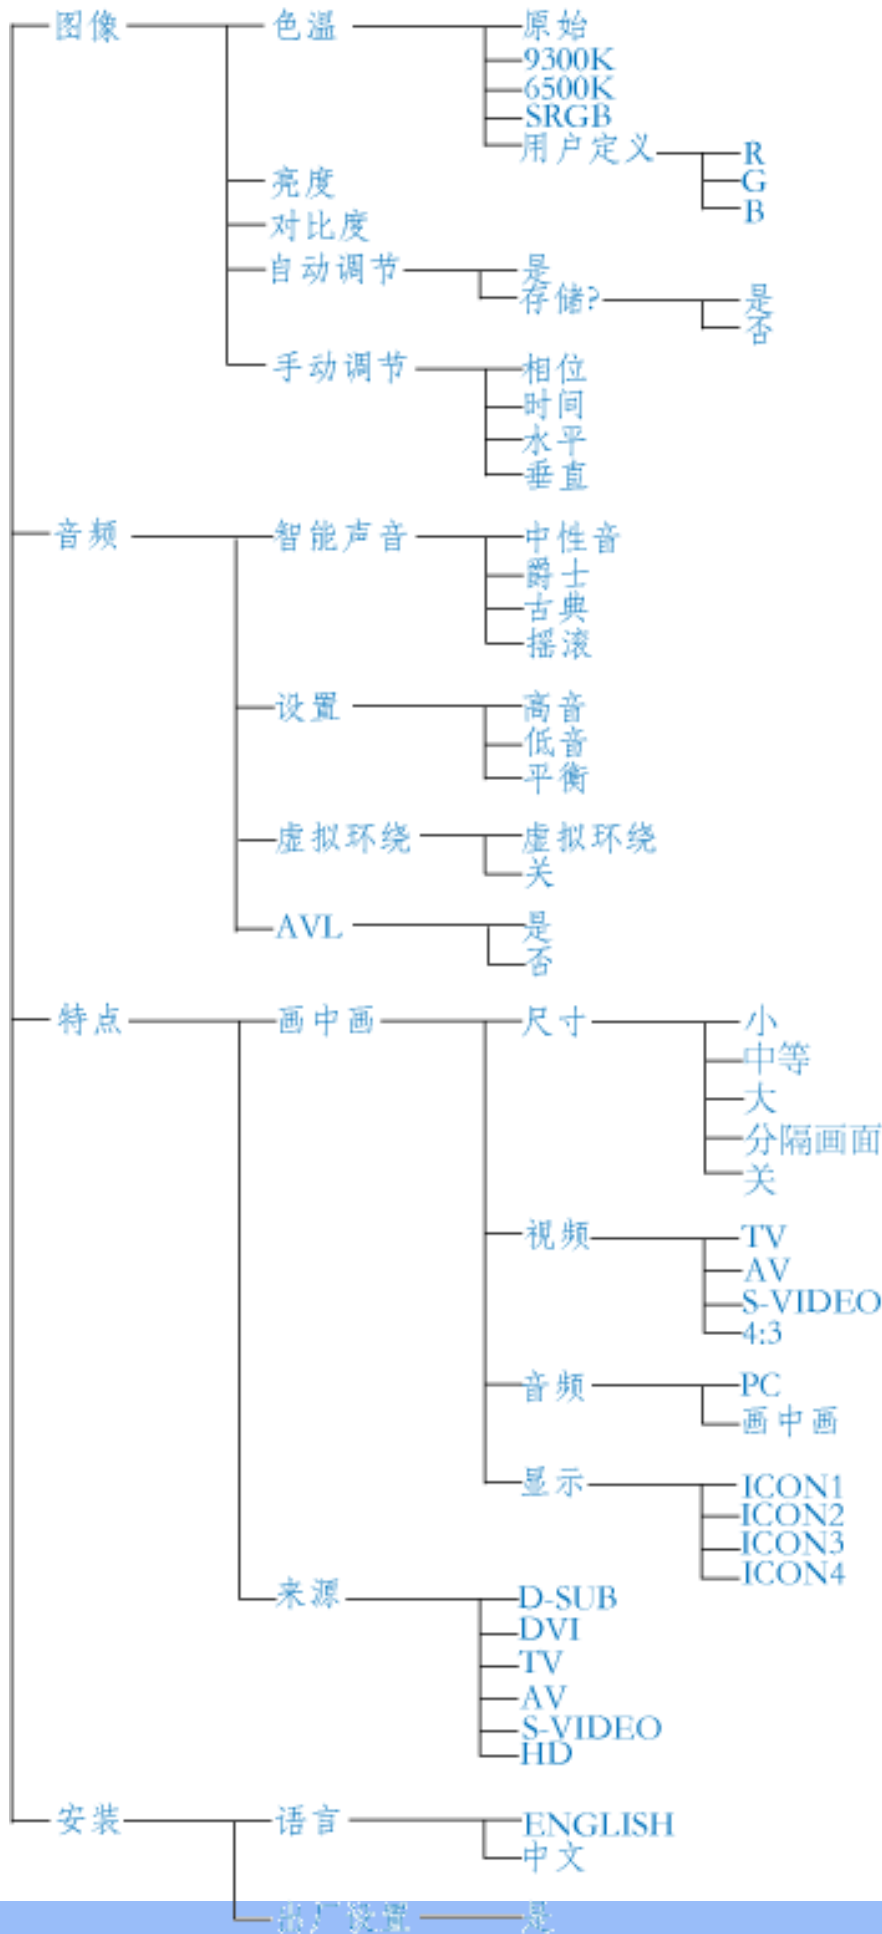 图像 色温 原始
9300K
6500K
SRGB
用户定义 R
G
B
亮度
对比度
自动调节 是
存储? 是
否
手动调节 相位
时间
水平
垂直
音频 智能声音 中性音
爵士
古典
摇滚
设置 高音
低音
平衡
虚拟环绕 虚拟环绕
关
AVL 是
否
特点 画中画 尺寸 小
中等
大
分隔画面
关
视频 TV
AV
S-VIDEO
4:3
音频 PC
画中画
显示 ICON1
ICON2
ICON3
ICON4
来源 D-SUB
DVI
TV
AV
S-VIDEO
HD
安装 语言 ENGLISH
中文
出厂设置 是